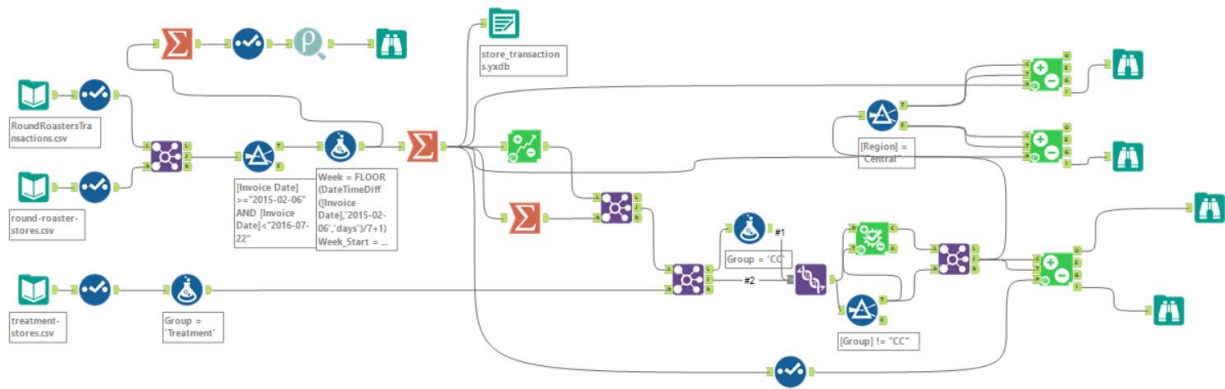 store_transaction
s.yxdb
RoundRoastersTra
nsactions.csv
[Region] =
"Central"
[Invoice Date]
>="2015-02-06"
AND [Invoice
Date]<"2016-07-
22"
Week = FLOOR
(DateTimeDiff
([Invoice
Date],'2015-02-
06','days')/7+1)
Week_Start = ...
round-roaster-
stores.csv
Group = 'CC'
#1
#2
treatment-
stores.csv
Group =
'Treatment'
[Group] != "CC"